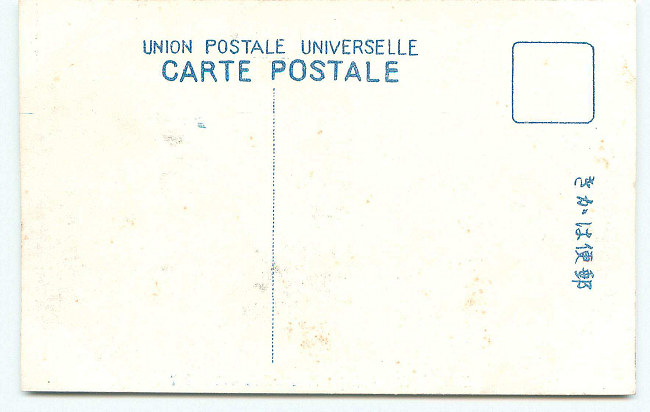 UNION POSTALE UNIVERSELLE
CARTE POSTALE
郵便はがき